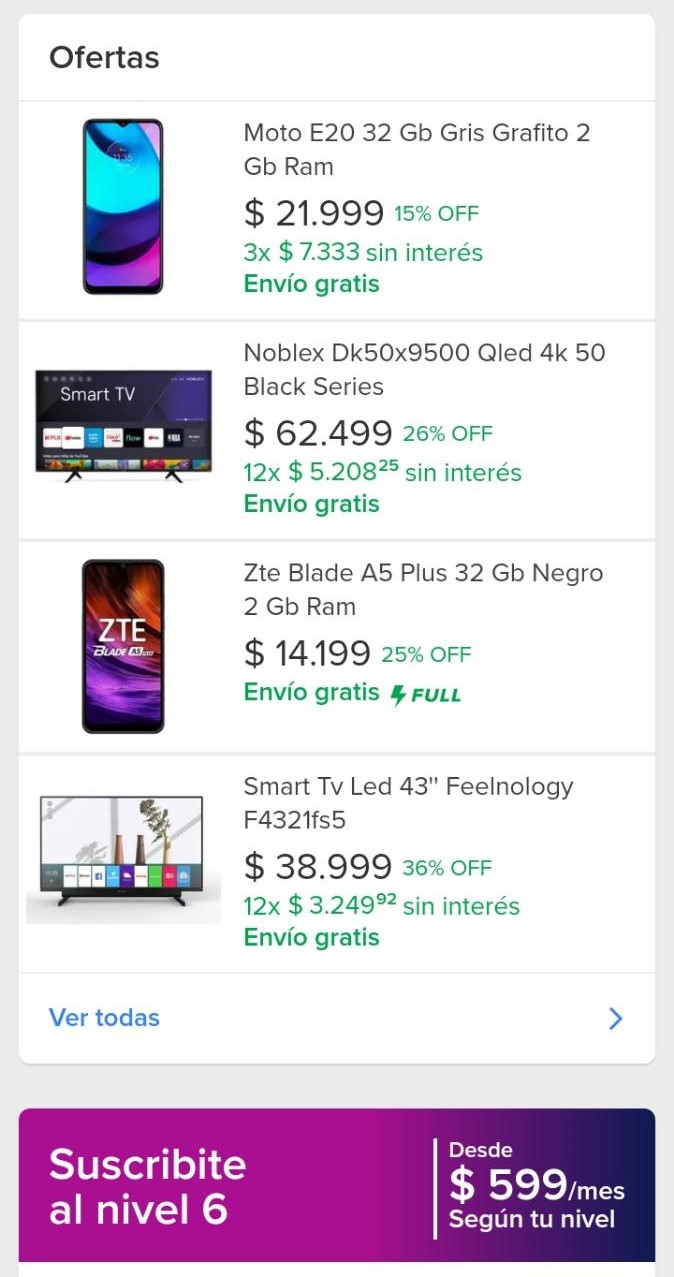 Ofertas
Moto E20 32 Gb Gris Grafito 2
Gb Ram
$ 21.999 15% OFF
3x $ 7.333 sin interés
Envío gratis
Smart TV
Noblex Dk50x9500 Qled 4k 50
Black Series
$ 62.499 26% OFF
12x $ 5.208²⁵ sin interés
Envío gratis
ZTE
BLADE A5
Zte Blade A5 Plus 32 Gb Negro
2 Gb Ram
$ 14.199 25% OFF
Envío gratis FULL
Smart Tv Led 43'' Feelnology
F4321fs5
$ 38.999 36% OFF
12x $ 3.249⁹² sin interés
Envío gratis
Ver todas
Suscribite
al nivel 6
Desde
$ 599/mes
Según tu nivel